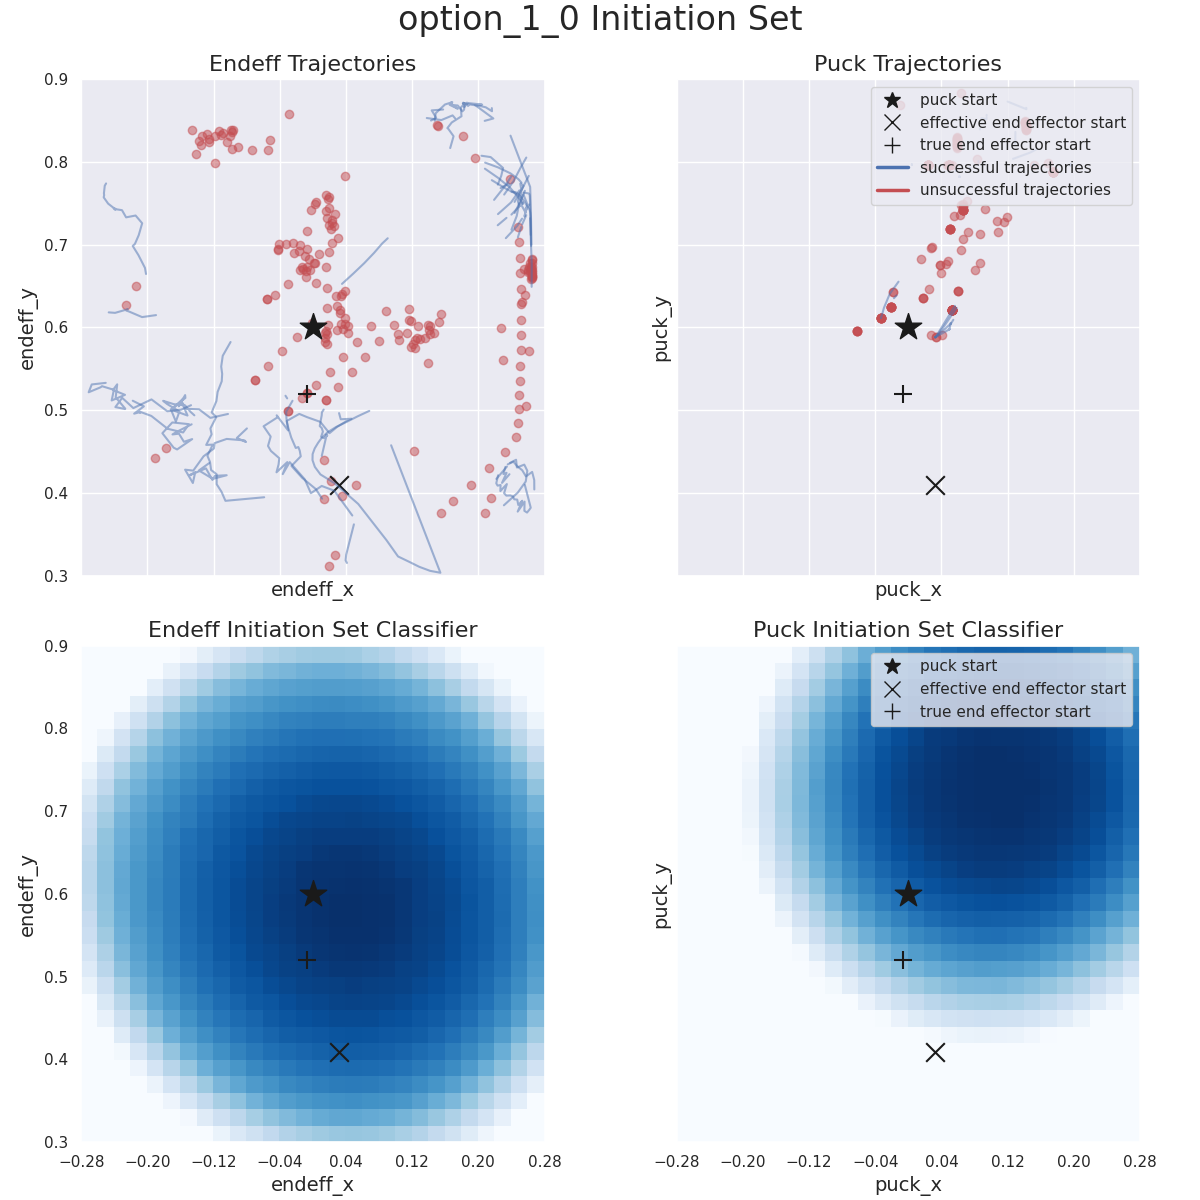 option_1_0 Initiation Set
Endeff Trajectories
Puck Trajectories
0.9
0.8
0.7
0.6
0.5
0.4
0.3
endeff_y
endeff_x
puck_y
puck_x
puck start
effective end effector start
true end effector start
successful trajectories
unsuccessful trajectories
Endeff Initiation Set Classifier
Puck Initiation Set Classifier
0.9
0.8
0.7
0.6
0.5
0.4
0.3
endeff_y
−0.28 −0.20 −0.12 −0.04 0.04 0.12 0.20 0.28
endeff_x
puck_y
puck start
effective end effector start
true end effector start
−0.28 −0.20 −0.12 −0.04 0.04 0.12 0.20 0.28
puck_x